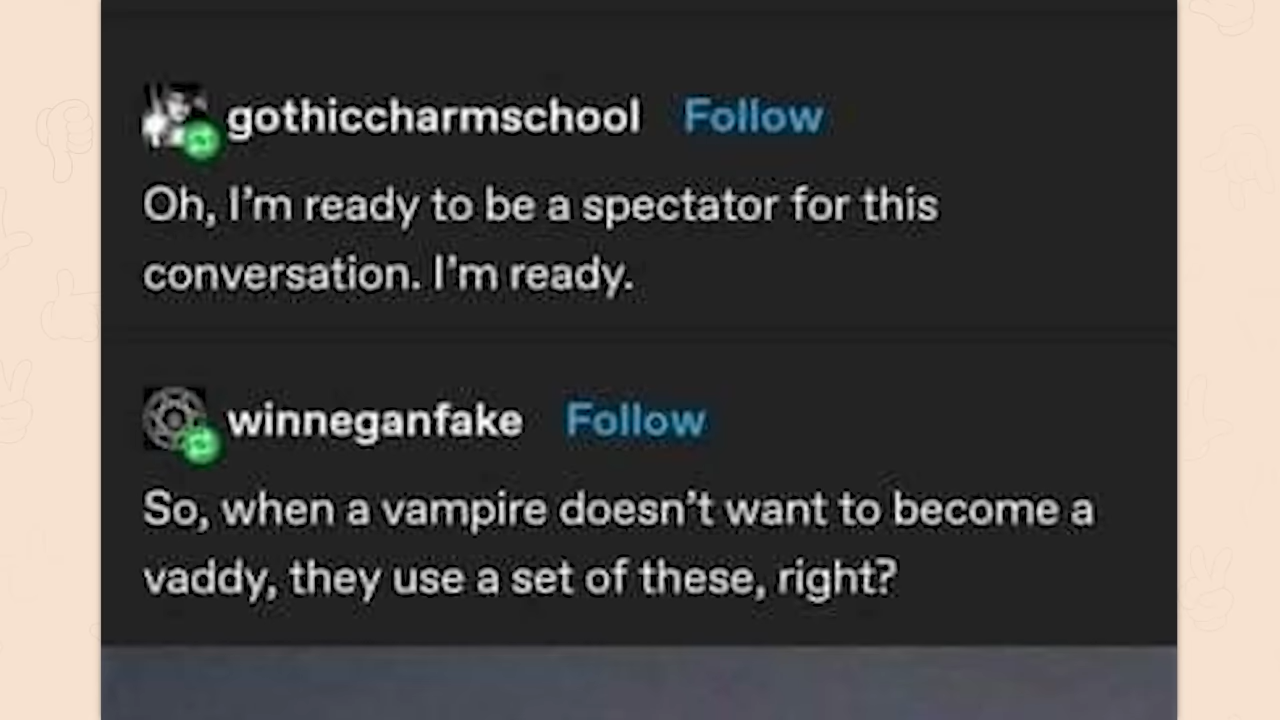 gothiccharmschool Follow
Oh, I’m ready to be a spectator for this
conversation. I’m ready.
winneganfake Follow
So, when a vampire doesn’t want to become a
vaddy, they use a set of these, right?